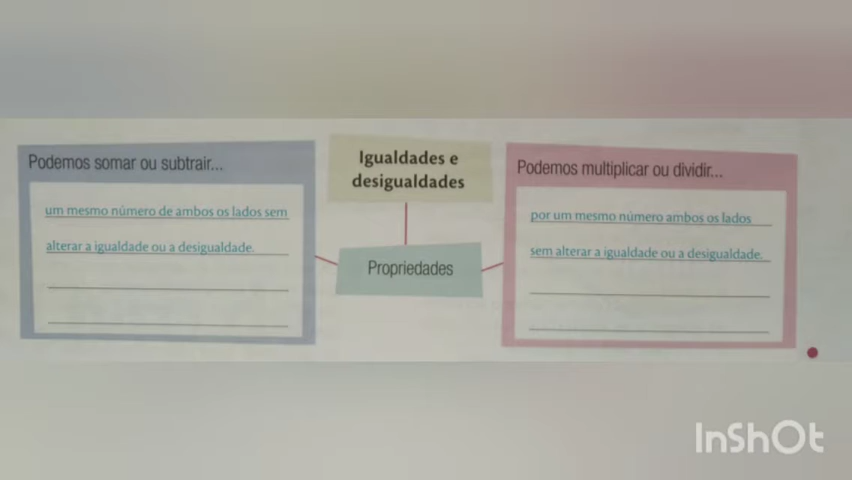 Igualdades e
desigualdades
Propriedades
Podemos somar ou subtrair...
um mesmo número de ambos os lados sem
alterar a igualdade ou a desigualdade.
Podemos multiplicar ou dividir...
por um mesmo número ambos os lados
sem alterar a igualdade ou a desigualdade.
InShOt